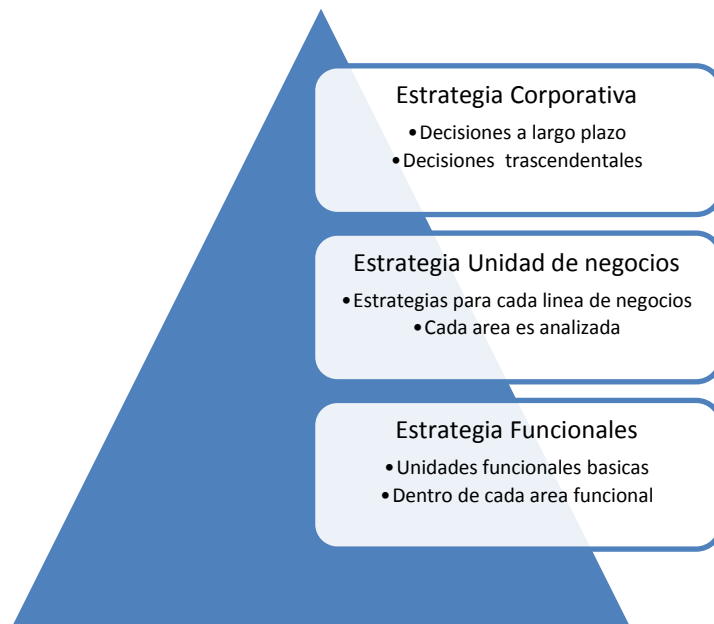 Estrategia Corporativa
•Decisiones a largo plazo
•Decisiones trascendentales
Estrategia Unidad de negocios
•Estrategias para cada linea de negocios
•Cada area es analizada
Estrategia Funcionales
•Unidades funcionales basicas
•Dentro de cada area funcional